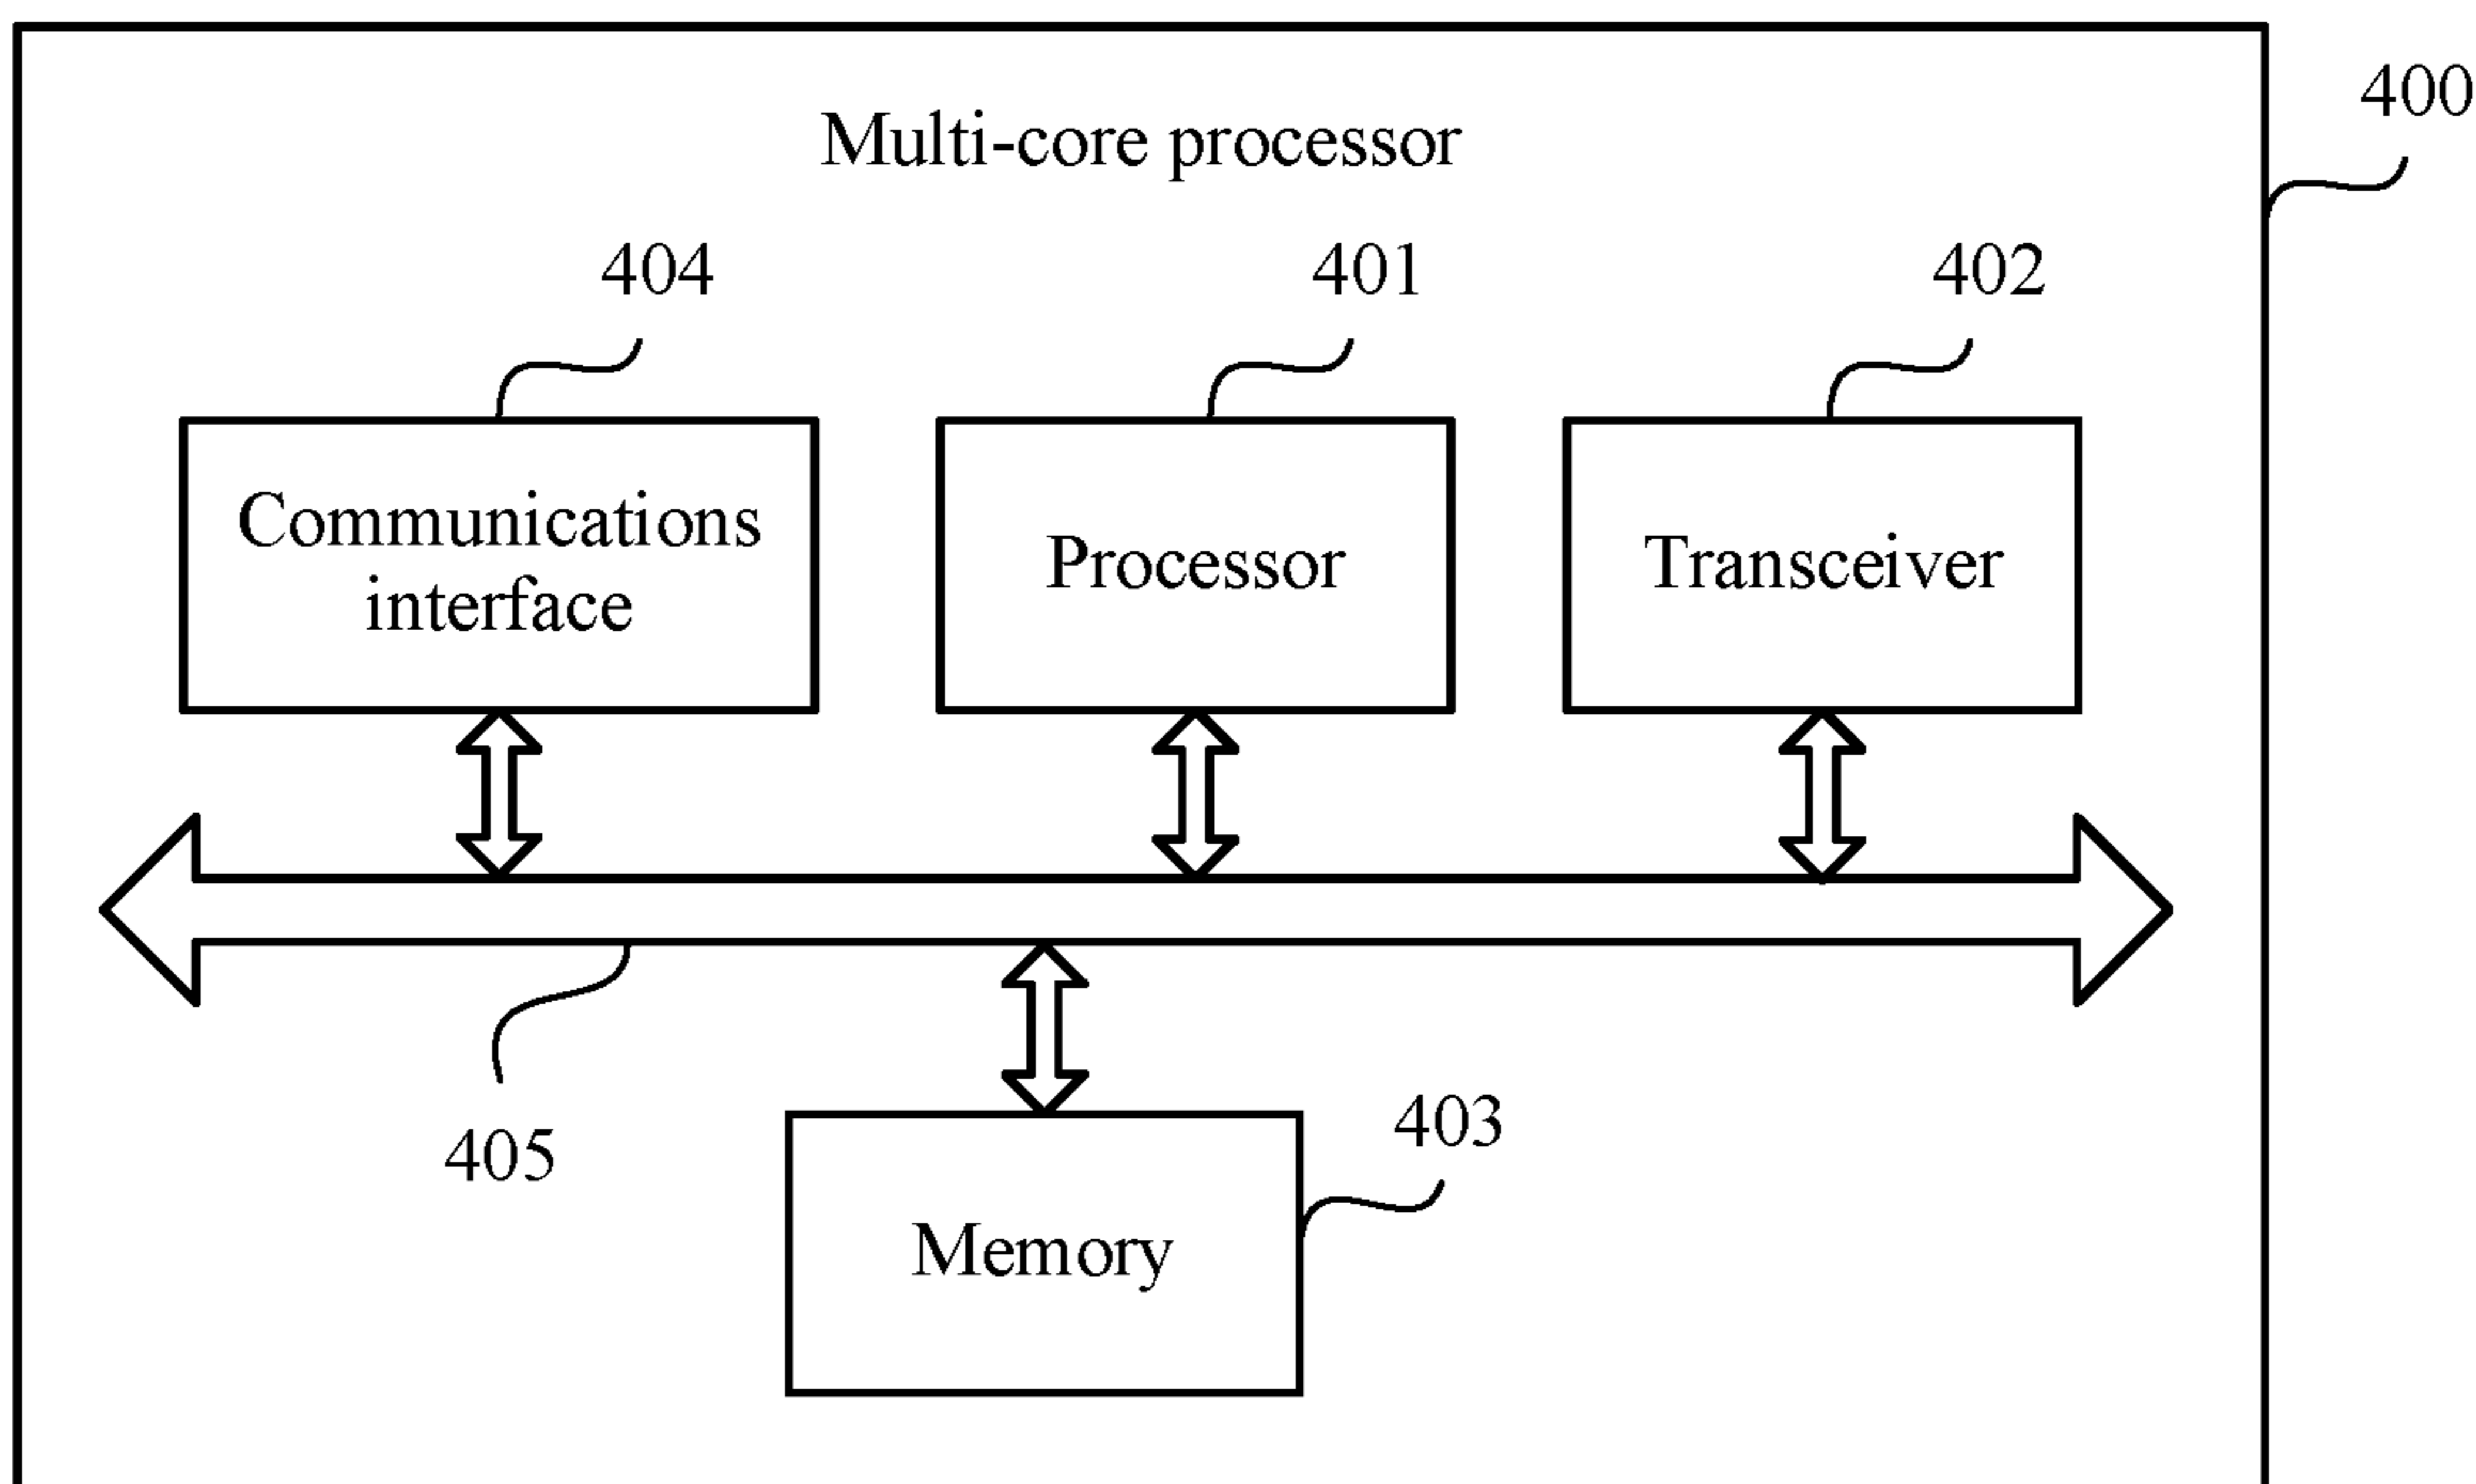 400
Multi-core processor
404
401
402
Communications
interface
Processor
Transceiver
405
403
Memory